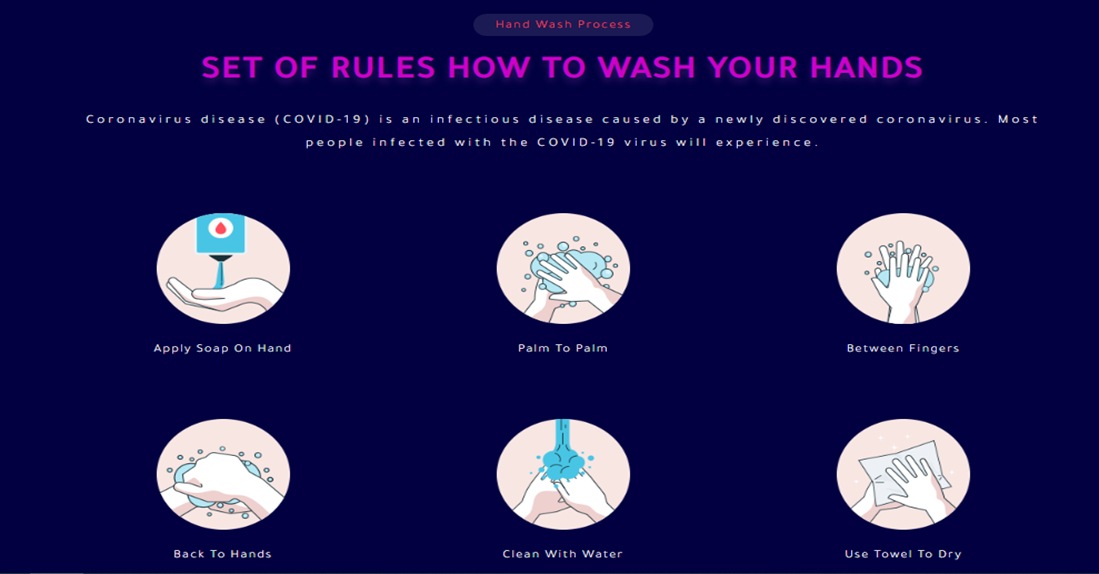 Hand Wash Process
SET OF RULES HOW TO WASH YOUR HANDS
Coronavirus disease (COVID-19) is an infectious disease caused by a newly discovered coronavirus. Most
people infected with the COVID-19 virus will experience.
Apply Soap On Hand
Palm To Palm
Between Fingers
Back To Hands
Clean With Water
Use Towel To Dry